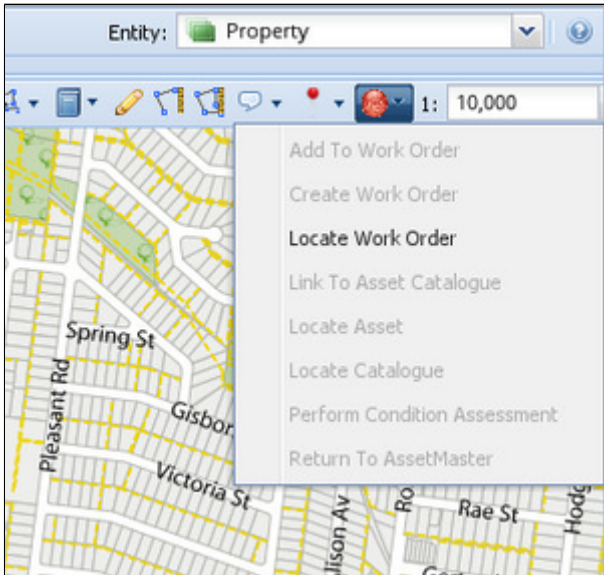 Entity: Property
1: 10,000
Add To Work Order
Create Work Order
Locate Work Order
Link To Asset Catalogue
Locate Asset
Locate Catalogue
Perform Condition Assessment
Return To AssetMaster
Spring St
Pleasant Rd
Victoria St
Rae St